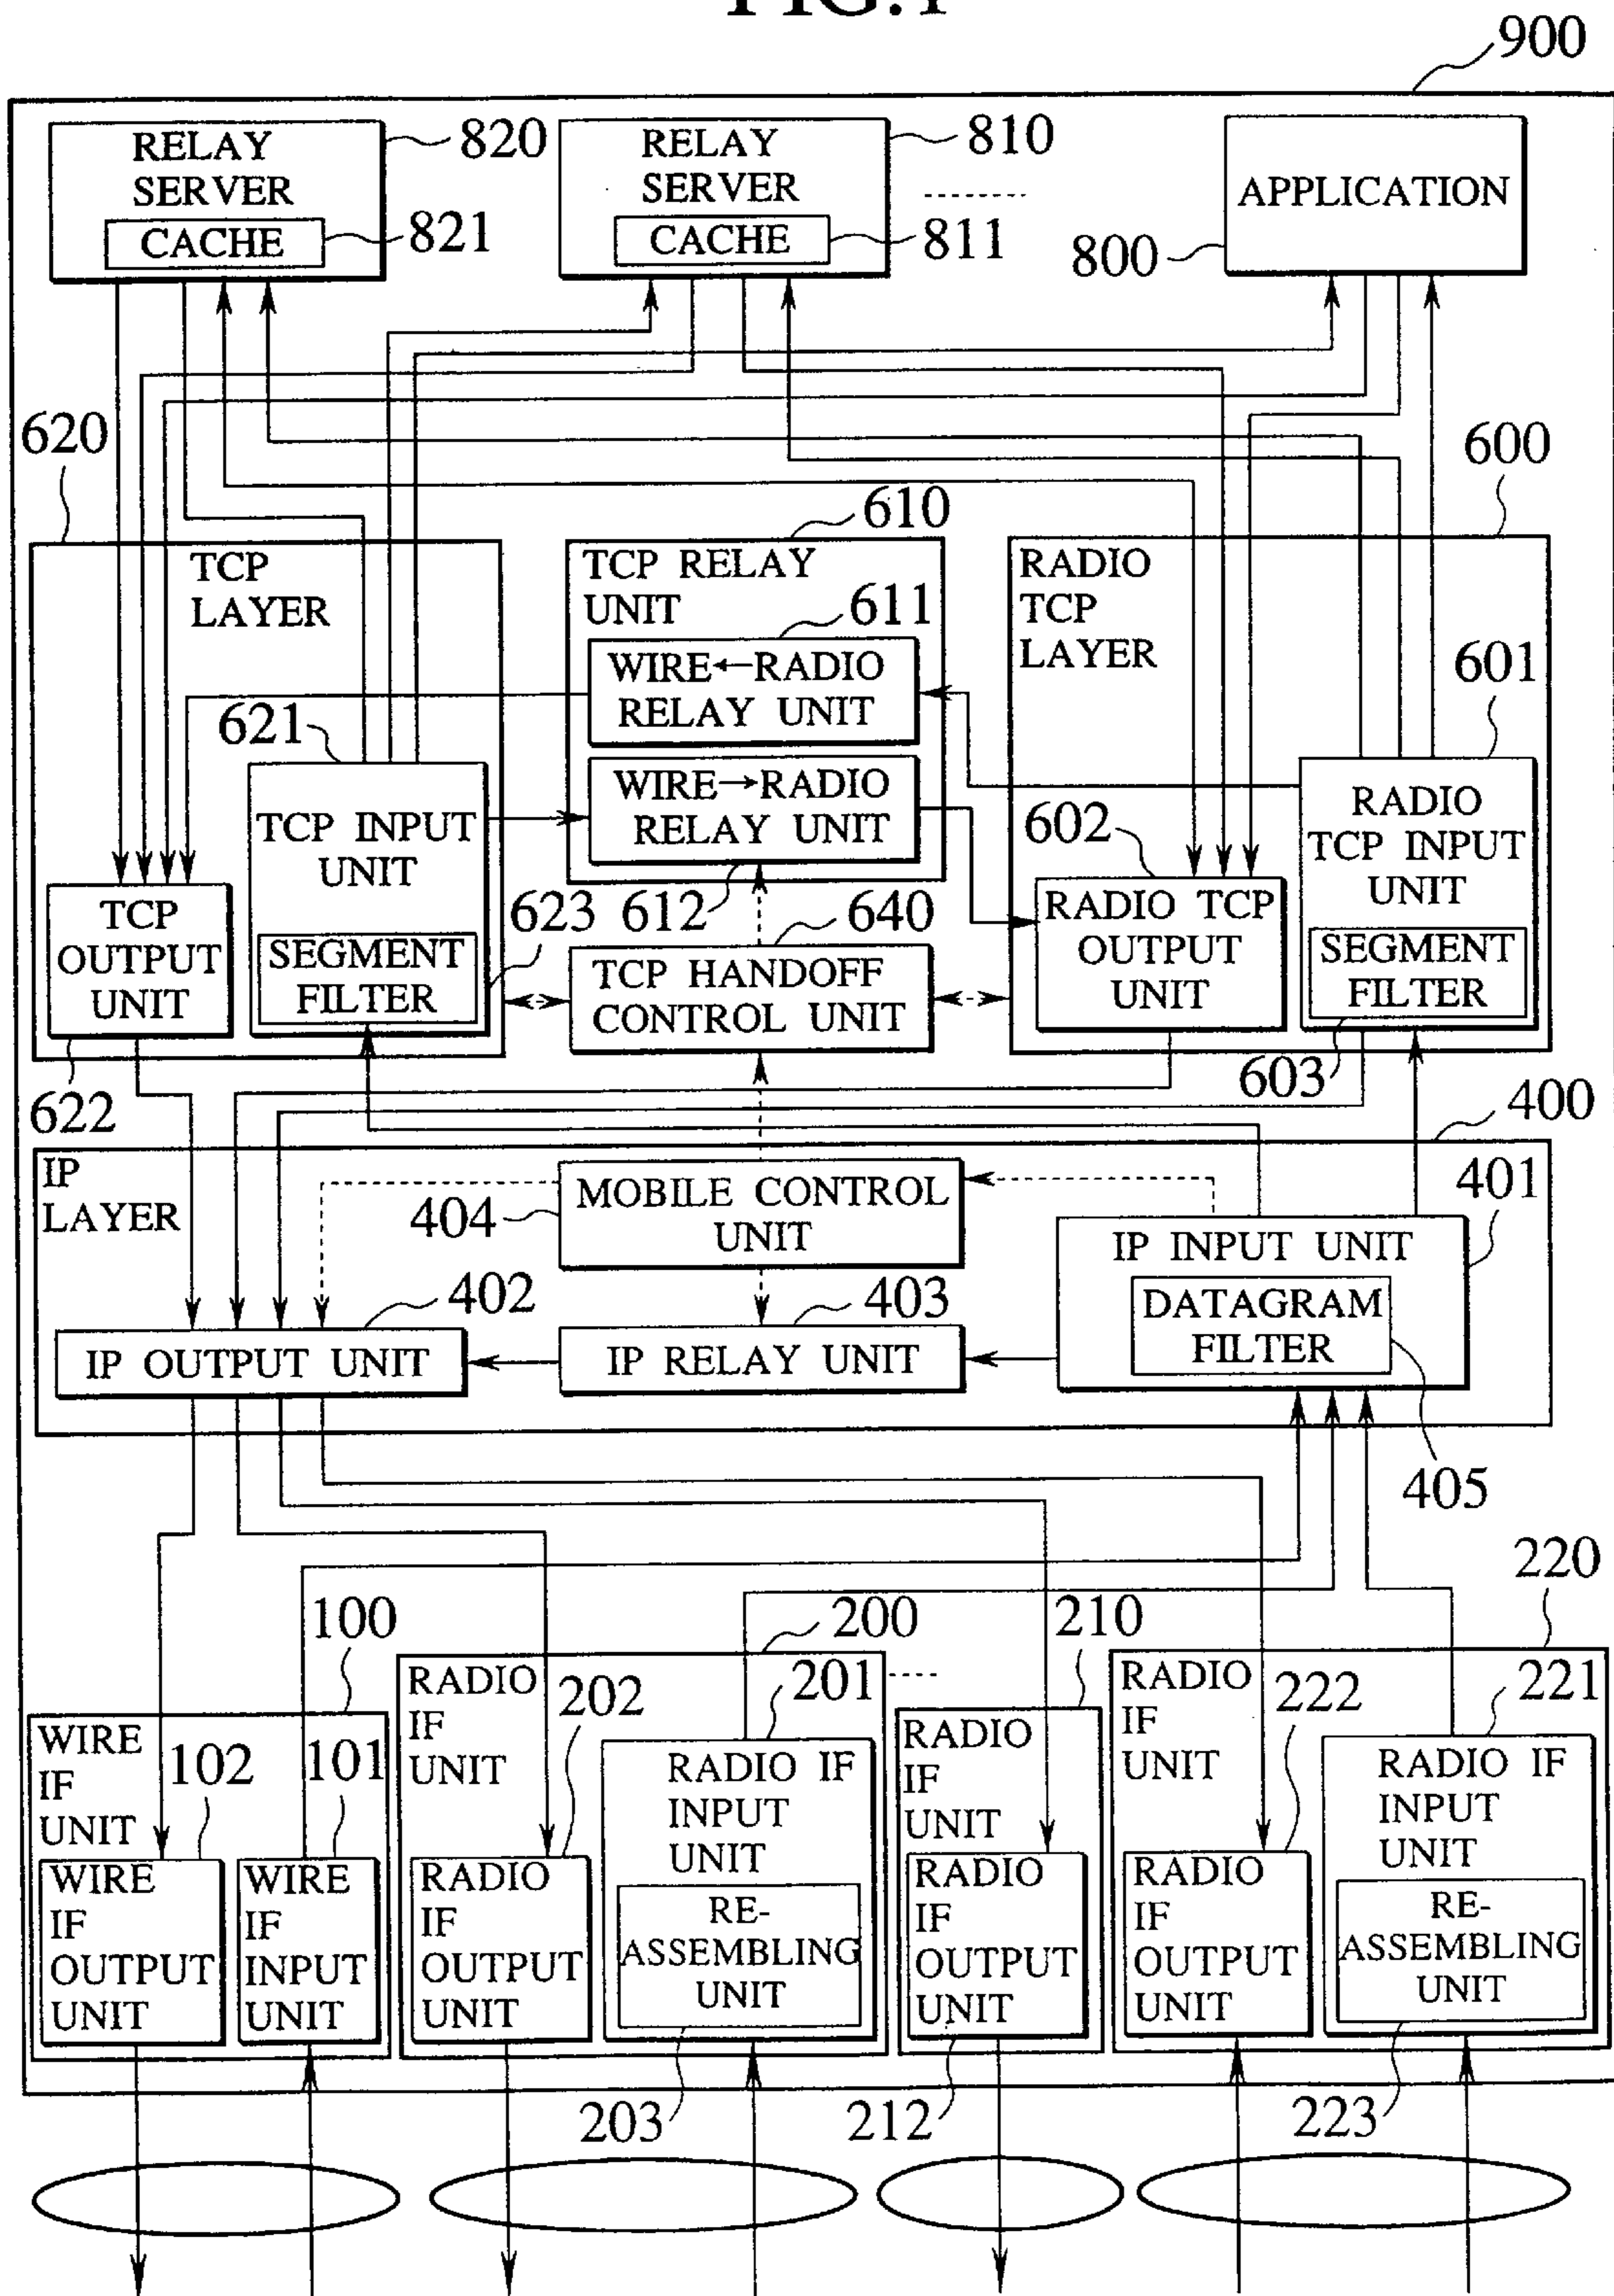 FIG.1
900
RELAY
SERVER
CACHE
820
821
RELAY
SERVER
CACHE
810
811
APPLICATION
800
620
600
610
TCP
LAYER
TCP RELAY
UNIT
611
WIRE←RADIO
RELAY UNIT
RADIO
TCP
LAYER
601
621
TCP INPUT
UNIT
WIRE→RADIO
RELAY UNIT
602
RADIO
TCP INPUT
UNIT
TCP
OUTPUT
UNIT
SEGMENT
FILTER
623
612
640
TCP HANDOFF
CONTROL UNIT
RADIO TCP
OUTPUT
UNIT
SEGMENT
FILTER
622
603
400
IP
LAYER
404
MOBILE CONTROL
UNIT
401
IP INPUT UNIT
DATAGRAM
FILTER
402
403
IP OUTPUT UNIT
IP RELAY UNIT
405
220
100
200
210
RADIO
IF
UNIT
202
201
RADIO
IF
UNIT
222
221
WIRE
IF
UNIT
102
101
RADIO IF
INPUT
UNIT
RADIO
IF
UNIT
RADIO IF
INPUT
UNIT
WIRE
IF
OUTPUT
UNIT
WIRE
IF
INPUT
UNIT
RADIO
IF
OUTPUT
UNIT
RE-
ASSEMBLING
UNIT
RADIO
IF
OUTPUT
UNIT
RADIO
IF
OUTPUT
UNIT
RE-
ASSEMBLING
UNIT
203
212
223